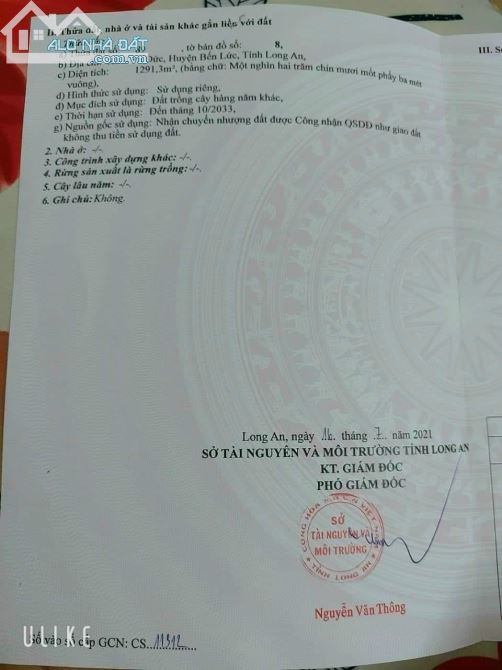 ALO NHÀ ĐẤT
II. Thửa đất, nhà ở và tài sản khác gắn liền với đất
III. S
tờ bản đồ số: 8,
b) Địa Đức, Huyện Bến Lức, Tỉnh Long An,
c) Diện tích: 1291,3m², (bằng chữ: Một nghìn hai trăm chín mươi mốt phẩy ba mét
vuông),
d) Hình thức sử dụng: Sử dụng riêng,
đ) Mục đích sử dụng: Đất trồng cây hàng năm khác,
e) Thời hạn sử dụng: Đến tháng 10/2033,
g) Nguồn gốc sử dụng: Nhận chuyển nhượng đất được Công nhận QSDĐ như giao đất
không thu tiền sử dụng đất.
2. Nhà ở: -/-.
3. Công trình xây dựng khác: -/-.
4. Rừng sản xuất là rừng trồng: -/-.
5. Cây lâu năm: -/-.
6. Ghi chú: Không.
Long An, ngày 16 tháng 7 năm 2021
SỞ TÀI NGUYÊN VÀ MÔI TRƯỜNG TỈNH LONG AN
KT. GIÁM ĐỐC
PHÓ GIÁM ĐỐC
SỞ
TÀI NGUYÊN VÀ
MÔI TRƯỜNG
TỈNH LONG AN
Nguyễn Văn Thông
ULIKE
Số vào sổ cấp GCN: CS 11912